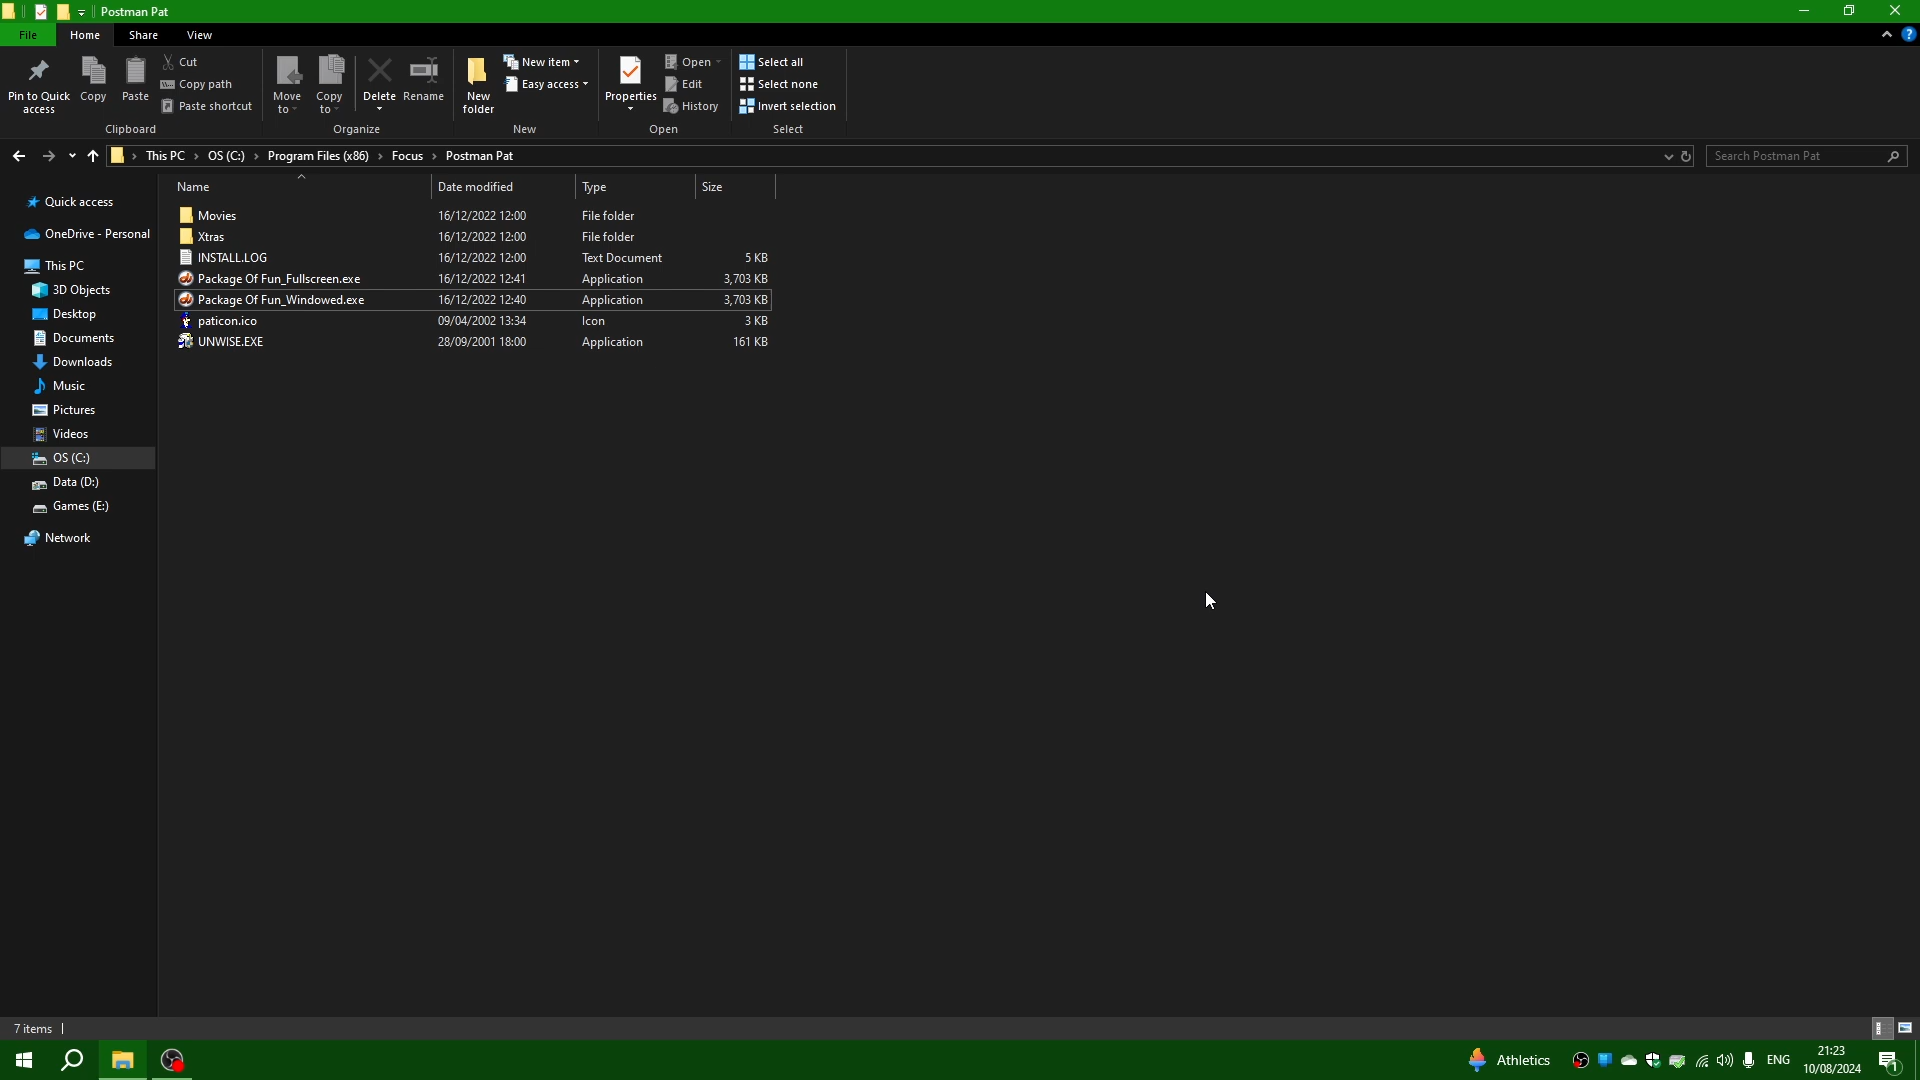 Postman Pat
File Home Share View
Pin to Quick access
Copy
Paste
Cut
Copy path
Paste shortcut
Clipboard
Move to
Copy to
Delete
Rename
Organize
New folder
New item
Easy access
New
Properties
Open
Edit
History
Open
Select all
Select none
Invert selection
Select
This PC > OS (C:) > Program Files (x86) > Focus > Postman Pat
Search Postman Pat
Name Date modified Type Size
Quick access
OneDrive - Personal
This PC
3D Objects
Desktop
Documents
Downloads
Music
Pictures
Videos
OS (C:)
Data (D:)
Games (E:)
Network
Movies 16/12/2022 12:00 File folder
Xtras 16/12/2022 12:00 File folder
INSTALL.LOG 16/12/2022 12:00 Text Document 5 KB
Package Of Fun_Fullscreen.exe 16/12/2022 12:41 Application 3,703 KB
Package Of Fun_Windowed.exe 16/12/2022 12:40 Application 3,703 KB
paticon.ico 09/04/2002 13:34 Icon 3 KB
UNWISE.EXE 28/09/2001 18:00 Application 161 KB
7 items
Athletics
ENG
21:23
10/08/2024
1